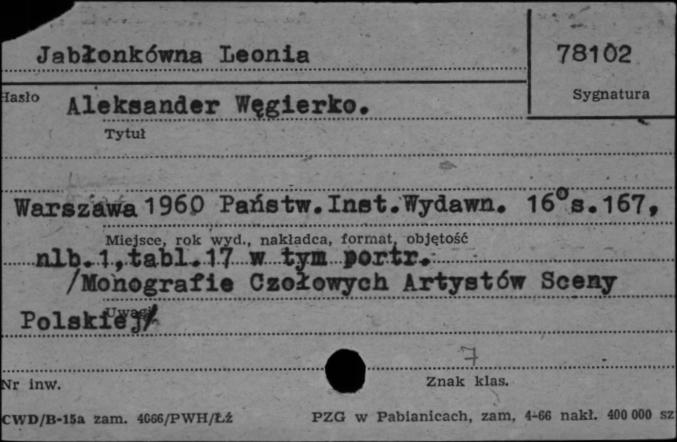 Jabłonkówna Leonia
78102
Hasło
Sygnatura
Aleksander Węgierko.
Tytuł
Warszawa 1960 Państw.Inst.Wydawn. 16°s.167,
Miejsce, rok wyd., nakładca, format, objętość
nlb.1,tabl.17 w tym portr.
/Monografie Czołowych Artystów Sceny
Uwagi
Polskiej/
7
Nr inw.
Znak klas.
CWD/B-15a zam. 4666/PWH/Łź
PZG w Pabianicach, zam. 4-66 nakł. 400 000 sz